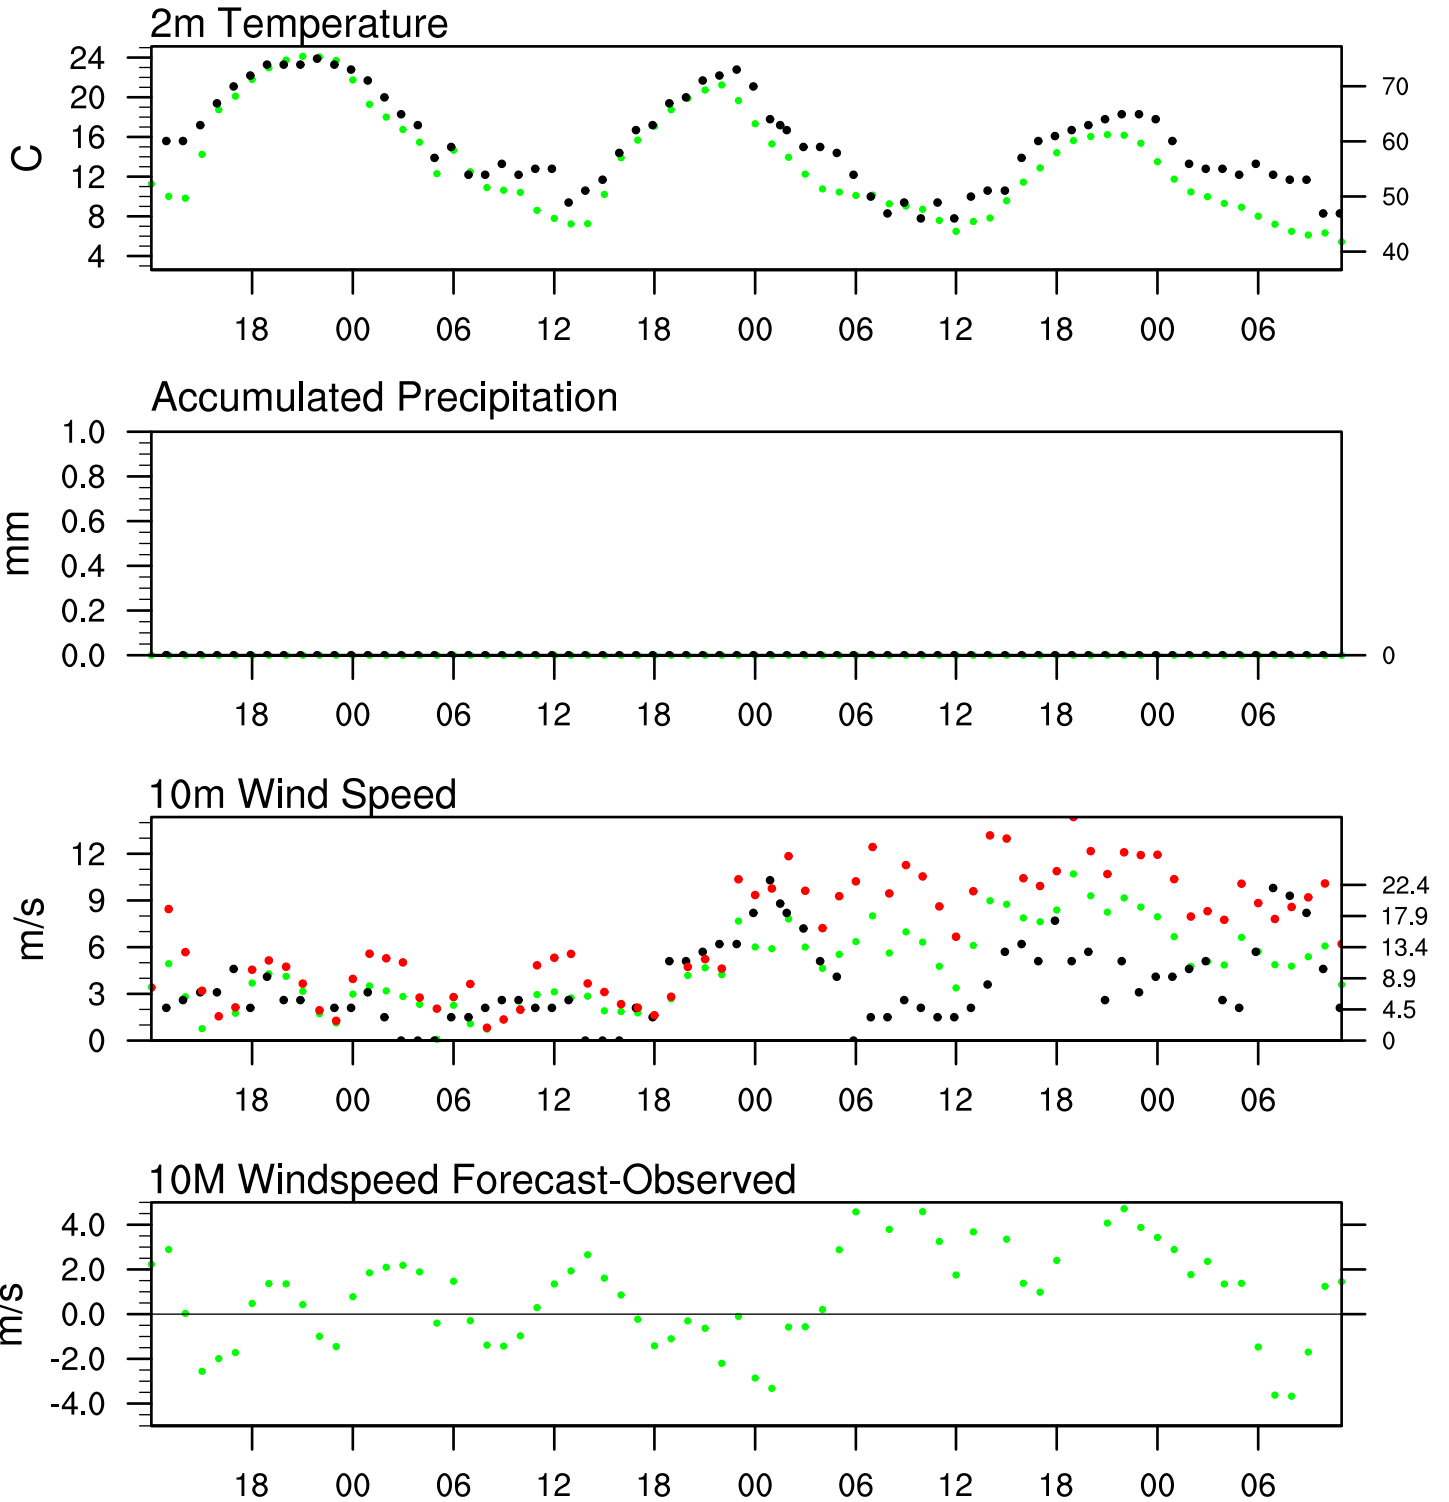 2m Temperature
24
20
16
12
8
4
C
70
60
50
40
18 00 06 12 18 00 06 12 18 00 06
Accumulated Precipitation
1.0
0.8
0.6
0.4
0.2
0.0
mm
0
18 00 06 12 18 00 06 12 18 00 06
10m Wind Speed
12
9
6
3
0
m/s
22.4
17.9
13.4
8.9
4.5
0
18 00 06 12 18 00 06 12 18 00 06
10M Windspeed Forecast-Observed
4.0
2.0
0.0
-2.0
-4.0
m/s
18 00 06 12 18 00 06 12 18 00 06